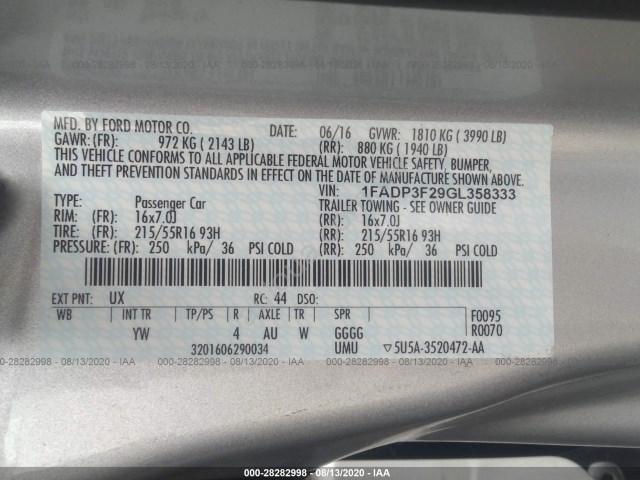 MFD. BY FORD MOTOR CO. DATE: 06/16 GVWR: 1810 KG ( 3990 LB)
GAWR: (FR): 972 KG ( 2143 LB) (RR): 880 KG ( 1940 LB)
THIS VEHICLE CONFORMS TO ALL APPLICABLE FEDERAL MOTOR VEHICLE SAFETY, BUMPER,
AND THEFT PREVENTION STANDARDS IN EFFECT ON THE DATE OF MANUFACTURE SHOWN ABOVE.
VIN: 1FADP3F29GL358333
TYPE: Passenger Car TRAILER TOWING - SEE OWNER GUIDE
RIM: (FR): 16x7.0J (RR): 16x7.0J
TIRE: (FR): 215/55R16 93H (RR): 215/55R16 93H
PRESSURE: (FR): 250 kPa/ 36 PSI COLD (RR): 250 kPa/ 36 PSI COLD
EXT PNT: UX RC: 44 DSO:
WB INT TR TP/PS R AXLE TR SPR F0095
YW 4 AU W GGGG R0070
3201606290034 UMU ▽5U5A-3520472-AA
000-28282998 - 08/13/2020 - IAA 000-28282998 - 08/13/2020 - IAA
000-28282998 - 08/13/2020 - IAA